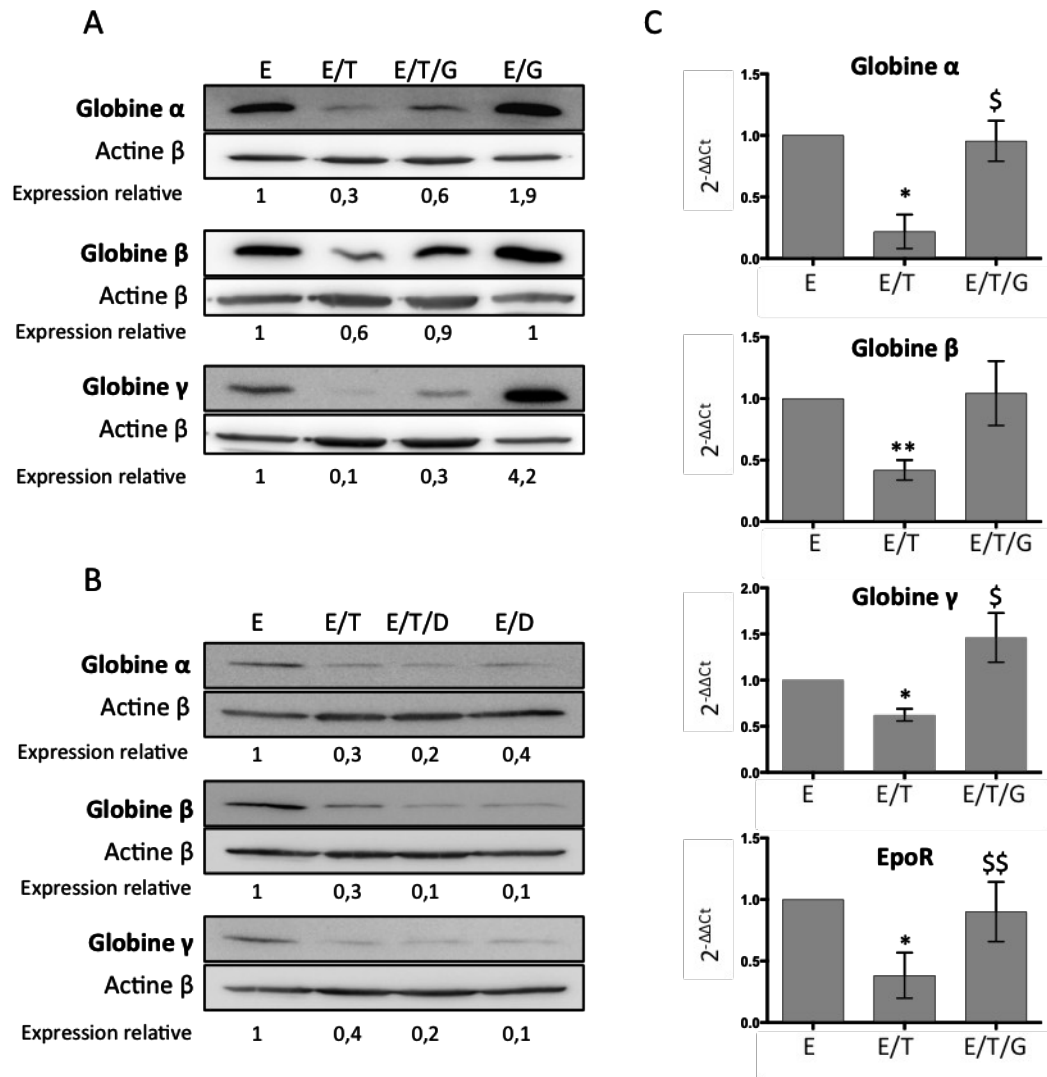 A
E E/T E/T/G E/G
Globine α
Actine β
Expression relative 1 0,3 0,6 1,9
Globine β
Actine β
Expression relative 1 0,6 0,9 1
Globine γ
Actine β
Expression relative 1 0,1 0,3 4,2
B
E E/T E/T/D E/D
Globine α
Actine β
Expression relative 1 0,3 0,2 0,4
Globine β
Actine β
Expression relative 1 0,3 0,1 0,1
Globine γ
Actine β
Expression relative 1 0,4 0,2 0,1
C
Globine α
2-ΔΔCt
1.5
1.0
0.5
0.0
* $
E E/T E/T/G
Globine β
2-ΔΔCt
1.5
1.0
0.5
0.0
**
E E/T E/T/G
Globine γ
2-ΔΔCt
2.0
1.5
1.0
0.5
0.0
* $
E E/T E/T/G
EpoR
2-ΔΔCt
1.5
1.0
0.5
0.0
* $$
E E/T E/T/G